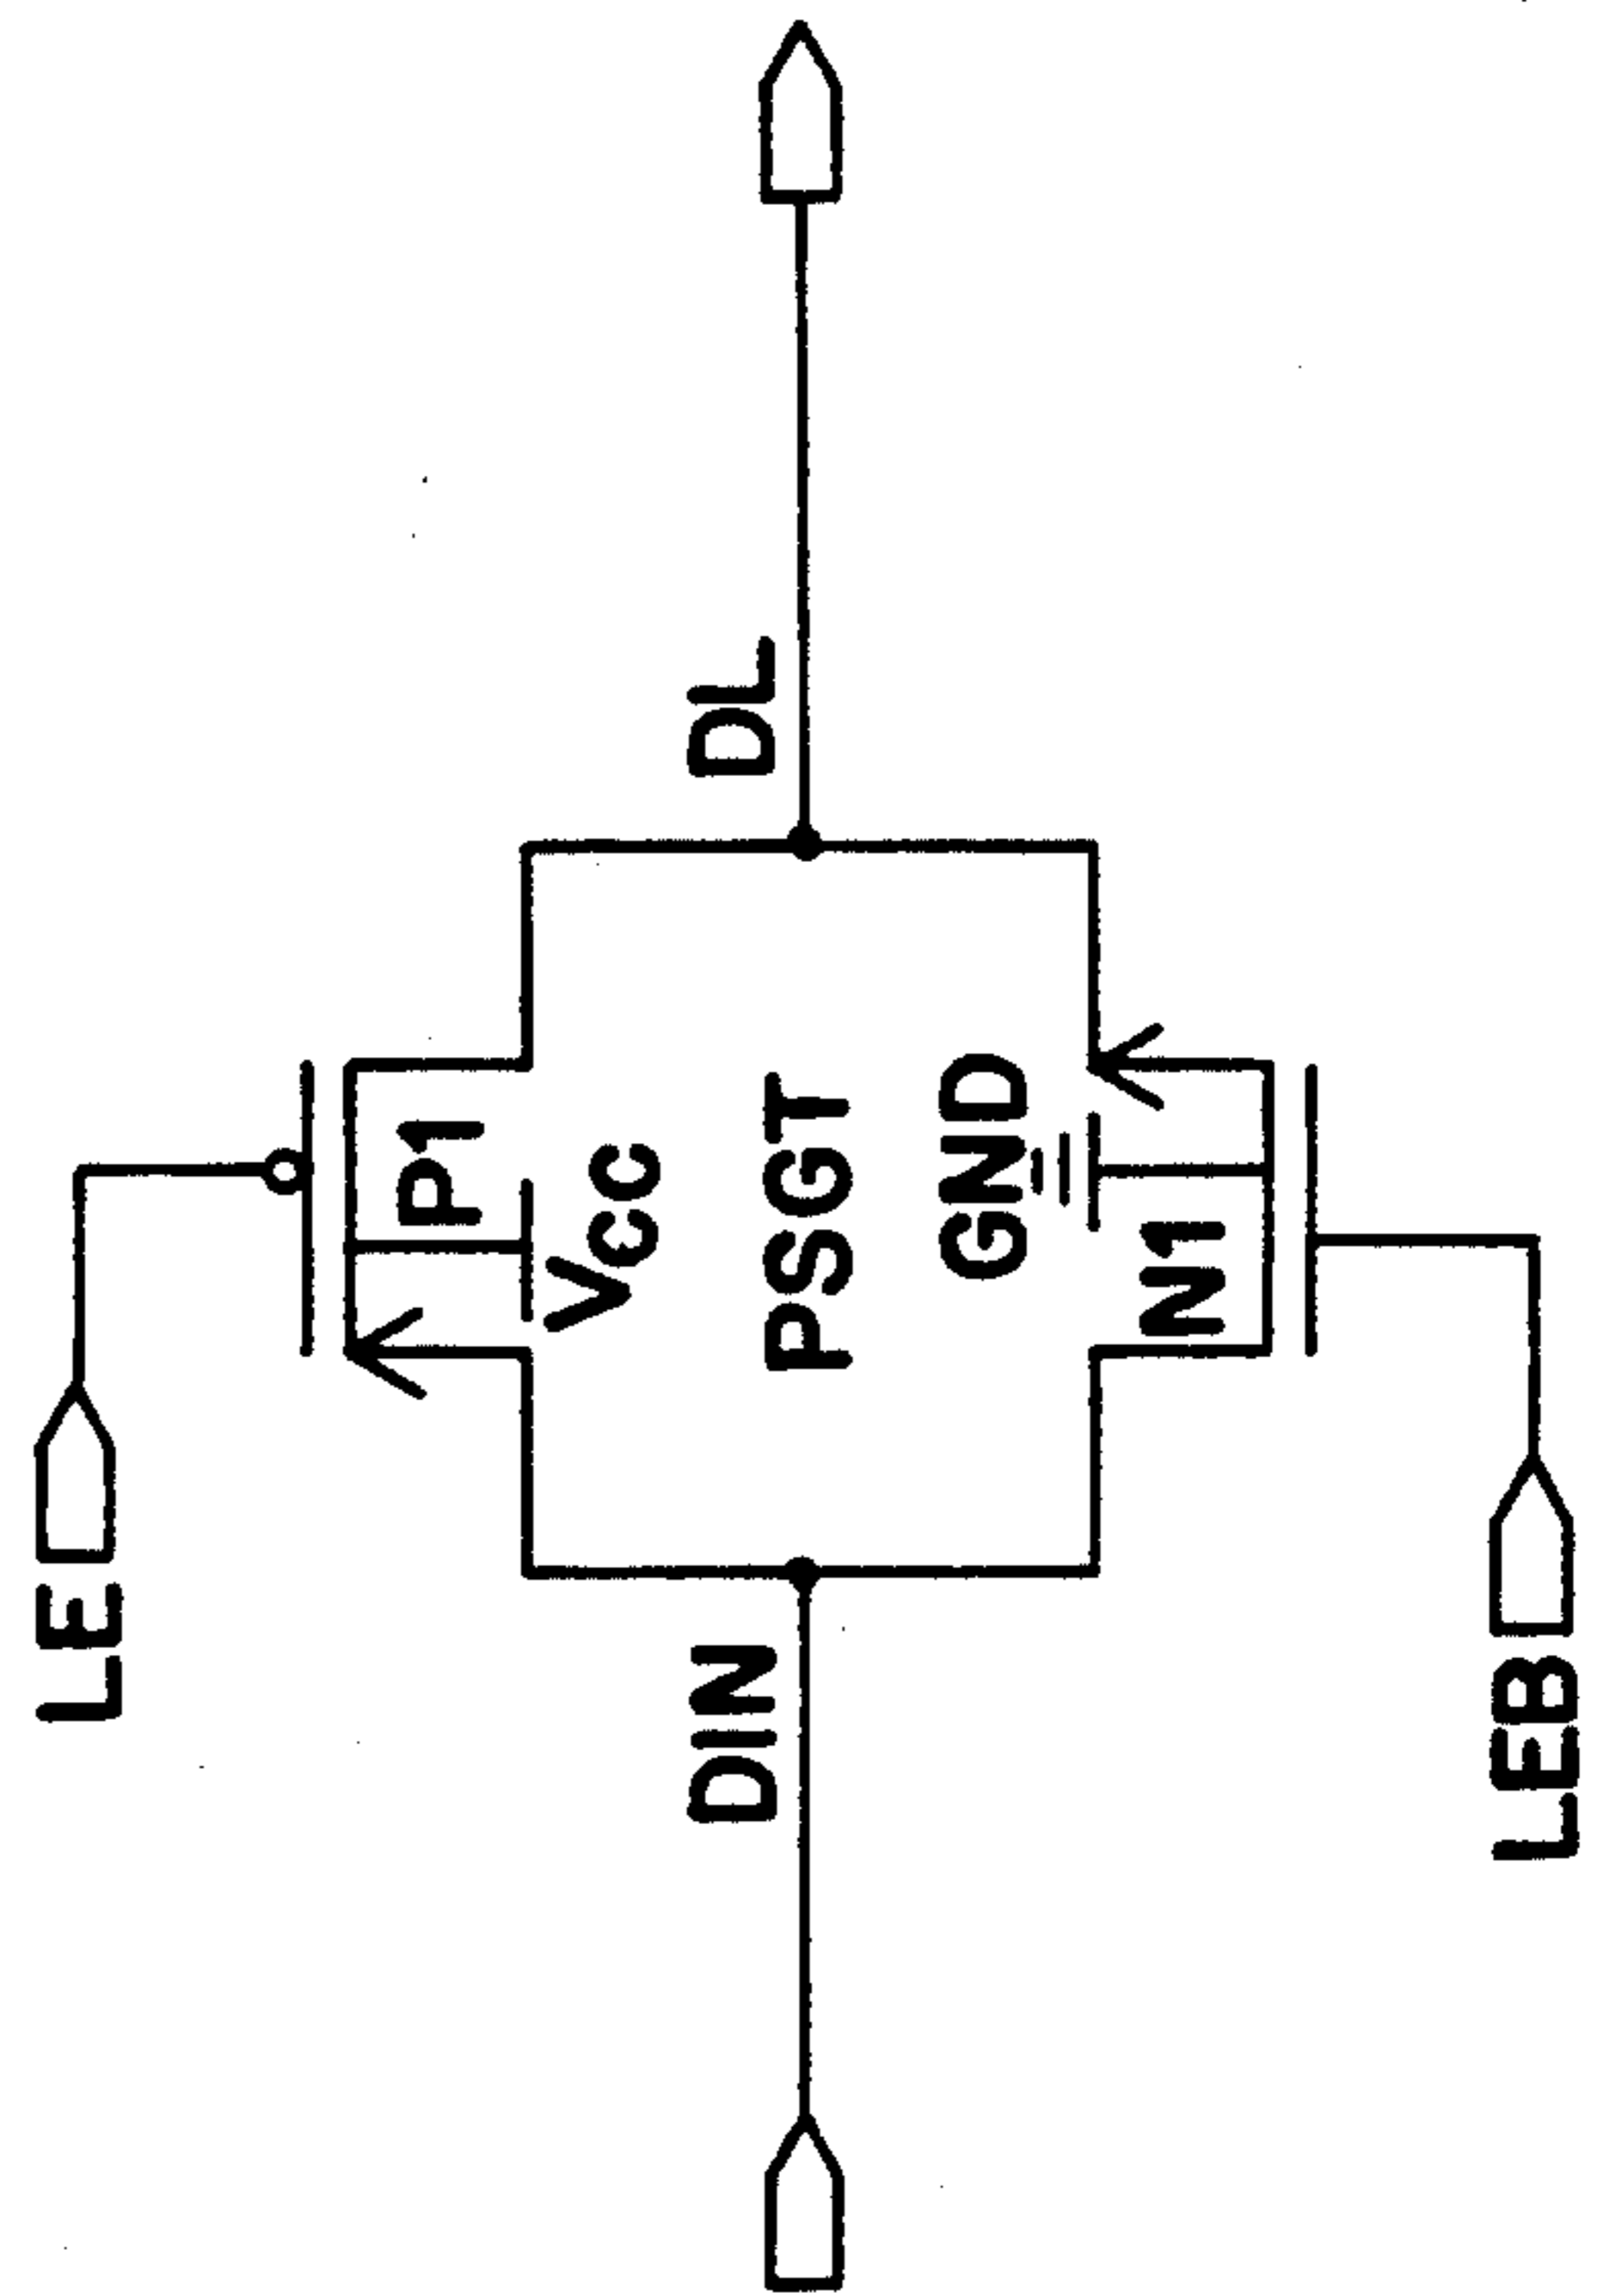 LE
P1
Vcc
DIN
DL
PSGT
GND
N1
LEB